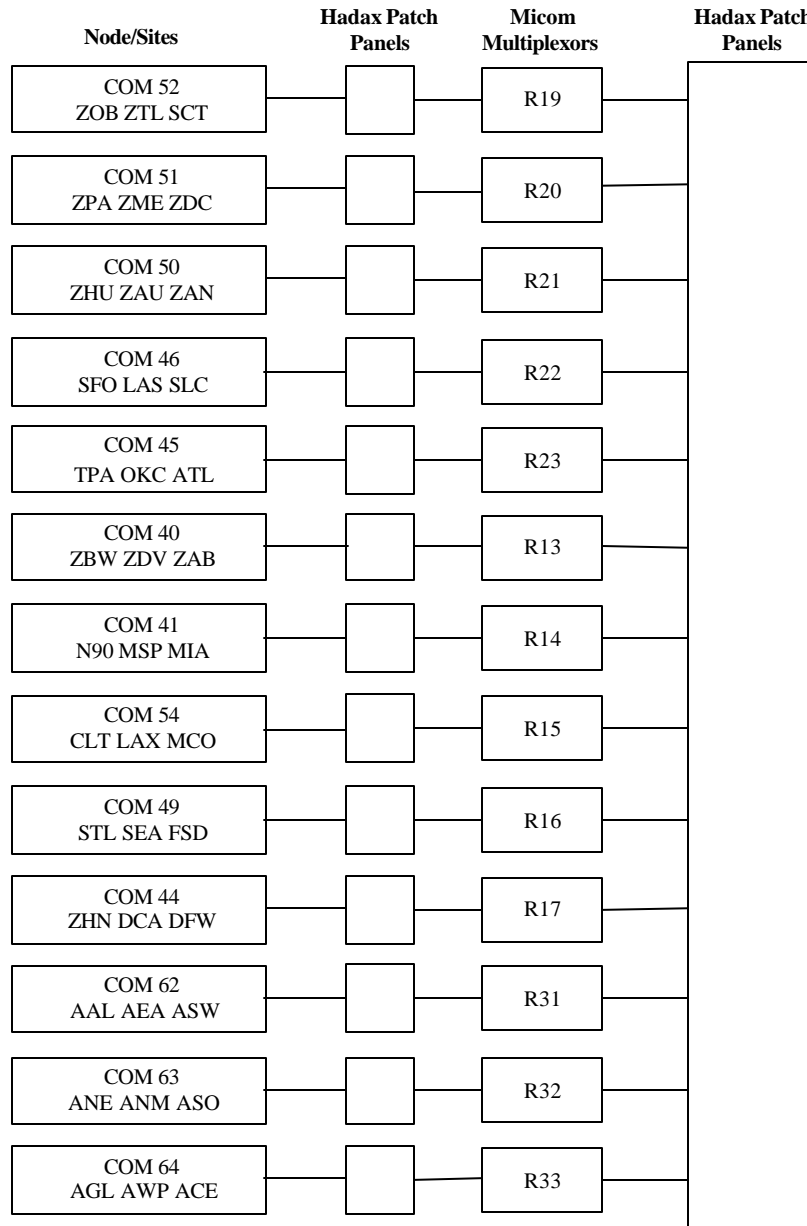 Node/Sites
Hadax Patch
Panels
Micom
Multiplexors
Hadax Patch
Panels
COM 52
ZOB ZTL SCT
R19
COM 51
ZPA ZME ZDC
R20
COM 50
ZHU ZAU ZAN
R21
COM 46
SFO LAS SLC
R22
COM 45
TPA OKC ATL
R23
COM 40
ZBW ZDV ZAB
R13
COM 41
N90 MSP MIA
R14
COM 54
CLT LAX MCO
R15
COM 49
STL SEA FSD
R16
COM 44
ZHN DCA DFW
R17
COM 62
AAL AEA ASW
R31
COM 63
ANE ANM ASO
R32
COM 64
AGL AWP ACE
R33